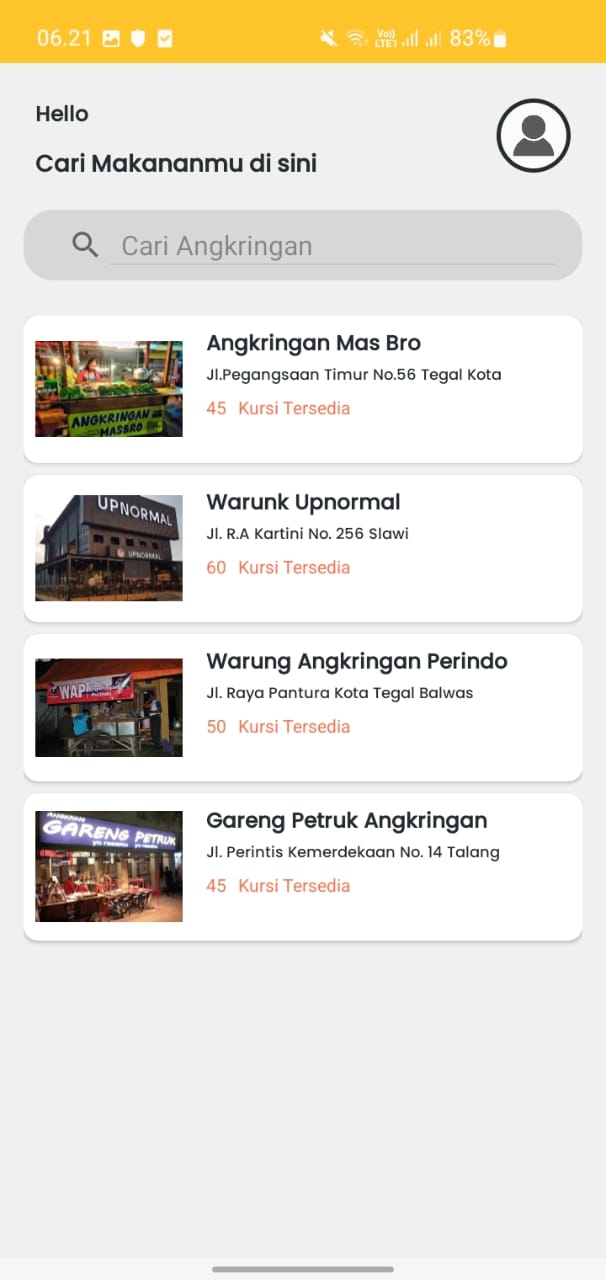 06.21 Vo)) LTE1 83%
Hello
Cari Makananmu di sini
Cari Angkringan
Angkringan Mas Bro
Jl.Pegangsaan Timur No.56 Tegal Kota
45 Kursi Tersedia
ANGKRINGAN
MASBRO
Warunk Upnormal
Jl. R.A Kartini No. 256 Slawi
60 Kursi Tersedia
UPNORMAL
UPNORMAL
Warung Angkringan Perindo
Jl. Raya Pantura Kota Tegal Balwas
50 Kursi Tersedia
WAP
Perindo
Gareng Petruk Angkringan
Jl. Perintis Kemerdekaan No. 14 Talang
45 Kursi Tersedia
ANGKRING
GARENG PETRUK